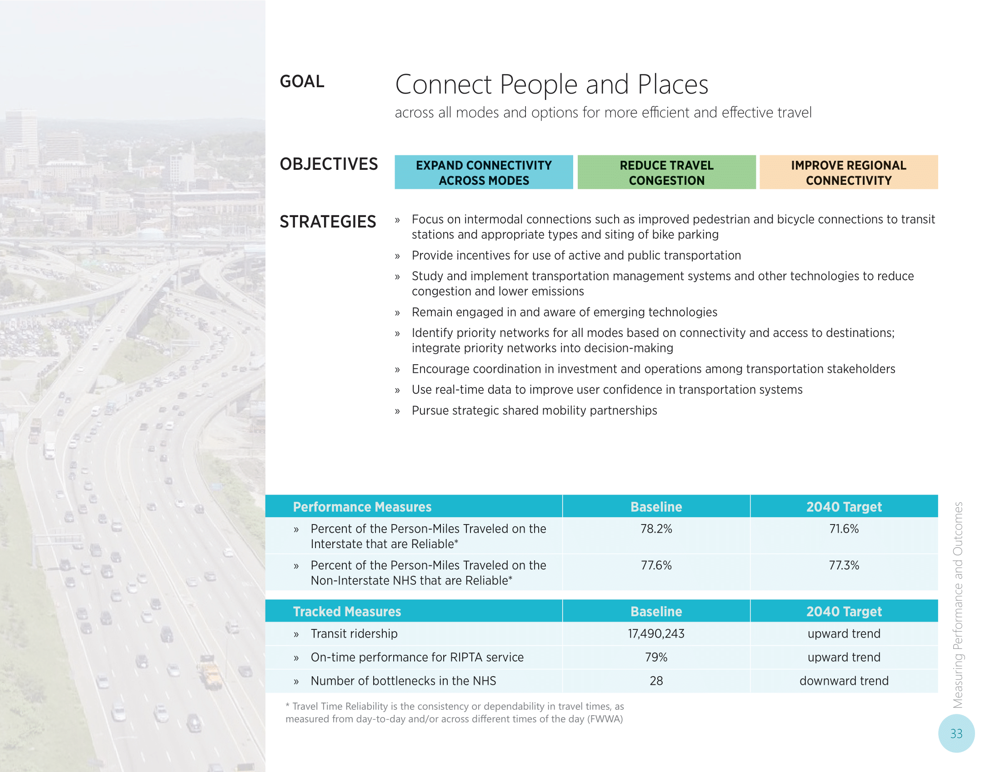 GOAL
Connect People and Places
across all modes and options for more efficient and effective travel
OBJECTIVES
EXPAND CONNECTIVITY
ACROSS MODES
REDUCE TRAVEL
CONGESTION
IMPROVE REGIONAL
CONNECTIVITY
STRATEGIES
» Focus on intermodal connections such as improved pedestrian and bicycle connections to transit
stations and appropriate types and siting of bike parking
» Provide incentives for use of active and public transportation
» Study and implement transportation management systems and other technologies to reduce
congestion and lower emissions
» Remain engaged in and aware of emerging technologies
» Identify priority networks for all modes based on connectivity and access to destinations;
integrate priority networks into decision-making
» Encourage coordination in investment and operations among transportation stakeholders
» Use real-time data to improve user confidence in transportation systems
» Pursue strategic shared mobility partnerships
Performance Measures Baseline 2040 Target
» Percent of the Person-Miles Traveled on the 78.2% 71.6%
Interstate that are Reliable*
» Percent of the Person-Miles Traveled on the 77.6% 77.3%
Non-Interstate NHS that are Reliable*
Tracked Measures Baseline 2040 Target
» Transit ridership 17,490,243 upward trend
» On-time performance for RIPTA service 79% upward trend
» Number of bottlenecks in the NHS 28 downward trend
* Travel Time Reliability is the consistency or dependability in travel times, as
measured from day-to-day and/or across different times of the day (FWWA)
Measuring Performance and Outcomes
33